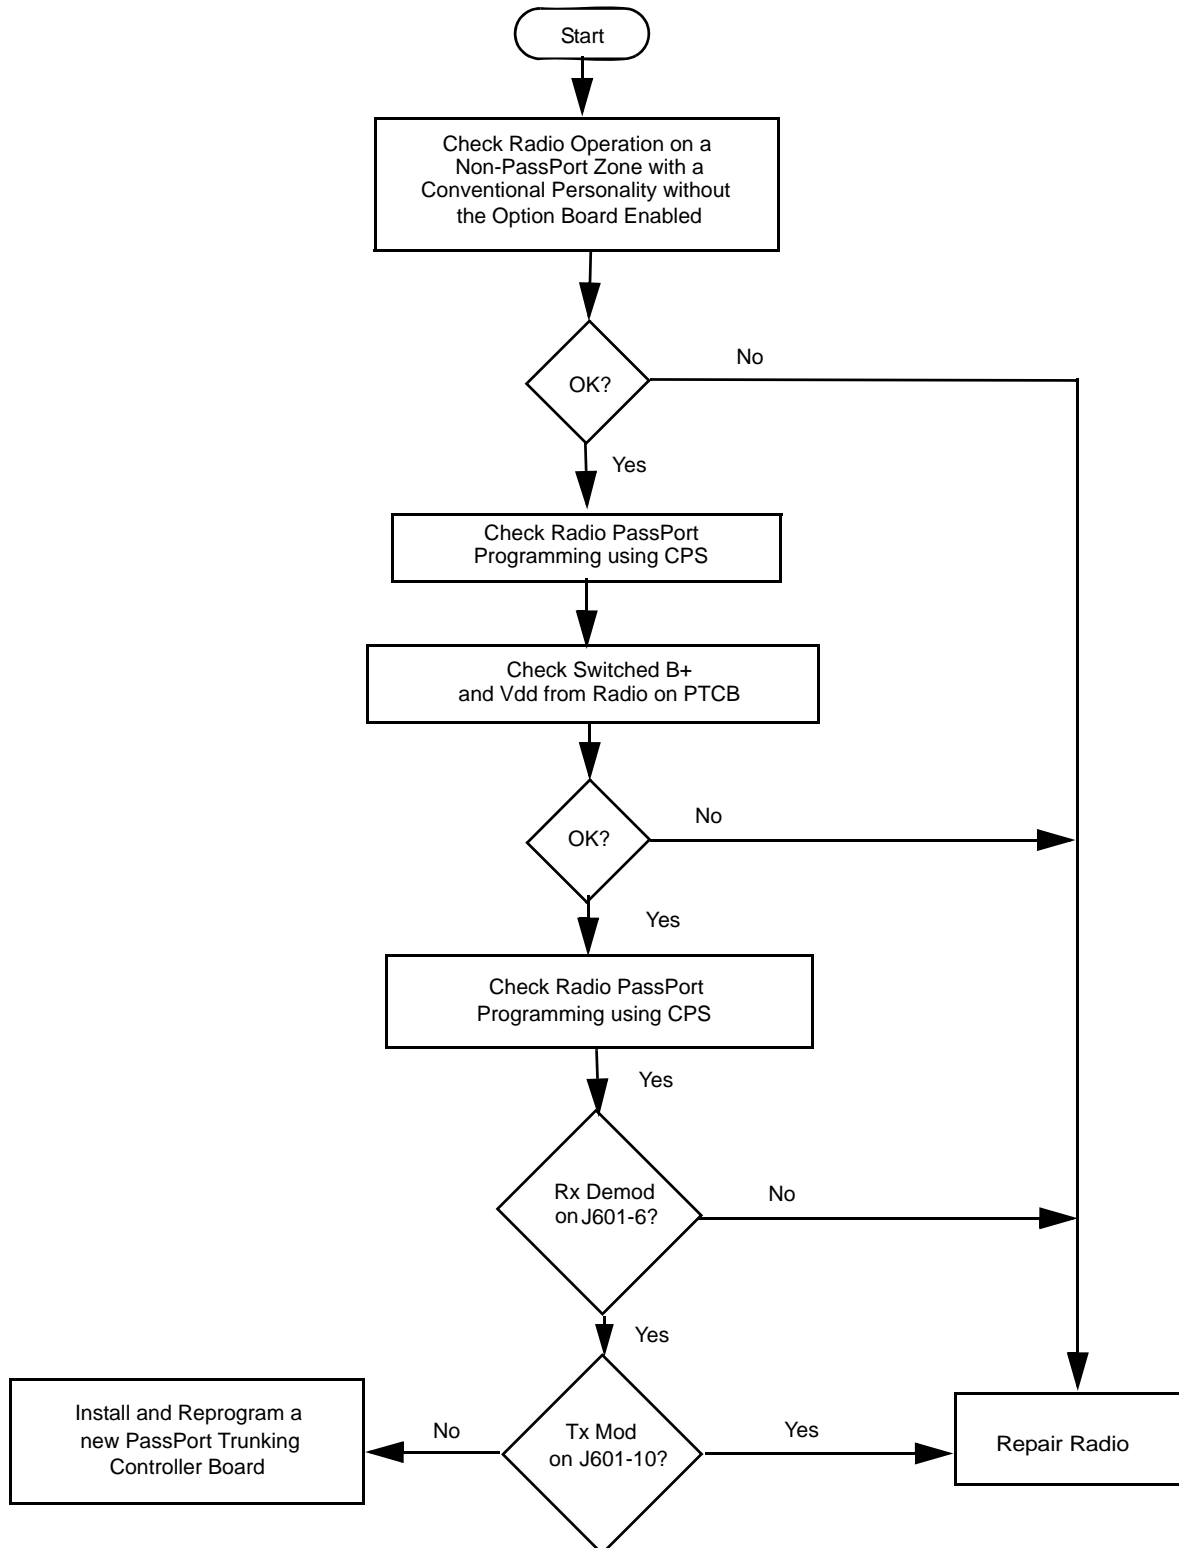 Start
Check Radio Operation on a
Non-PassPort Zone with a
Conventional Personality without
the Option Board Enabled
No
OK?
Yes
Check Radio PassPort
Programming using CPS
Check Switched B+
and Vdd from Radio on PTCB
No
OK?
Yes
Check Radio PassPort
Programming using CPS
Yes
Rx Demod
on J601-6?
No
Yes
Install and Reprogram a
new PassPort Trunking
Controller Board
No
Tx Mod
on J601-10?
Yes
Repair Radio